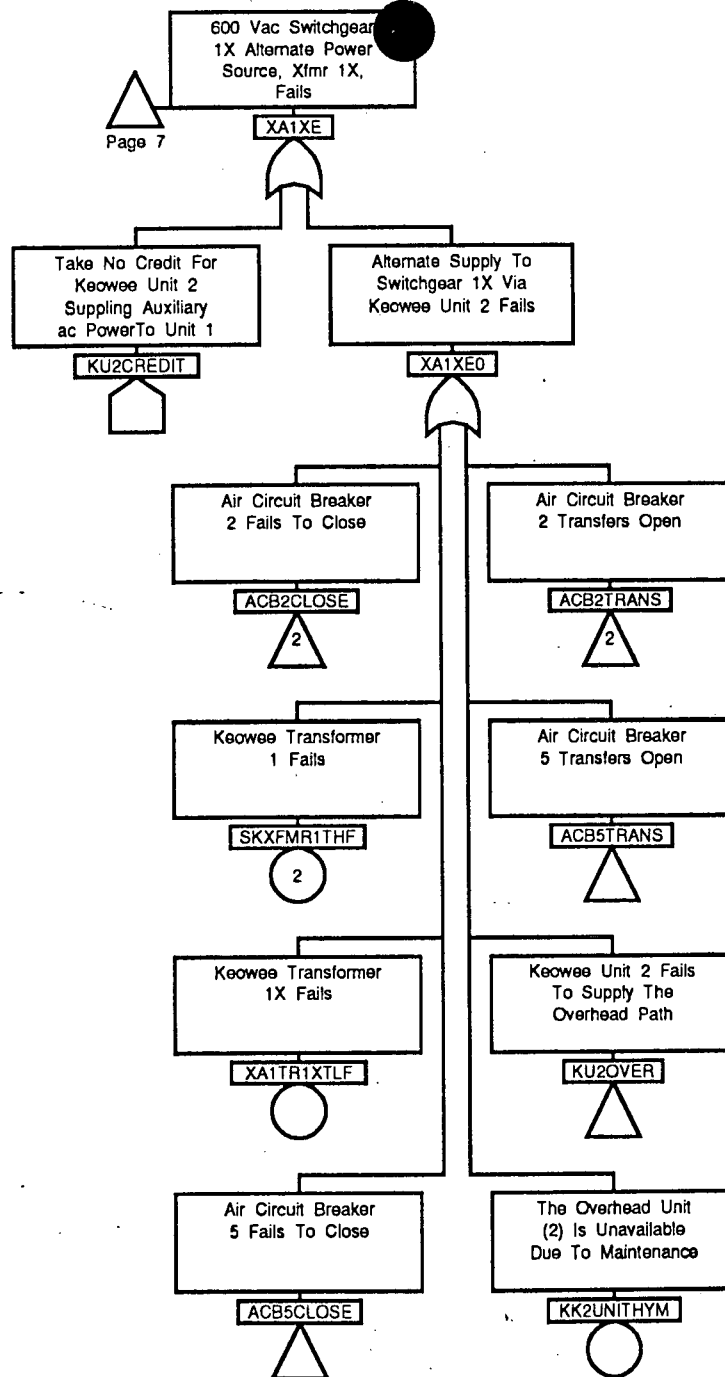 600 Vac Switchgear
1X Alternate Power
Source, Xfmr 1X,
Fails
Page 7
XA1XE
Take No Credit For
Keowee Unit 2
Suppling Auxiliary
ac PowerTo Unit 1
KU2CREDIT
Alternate Supply To
Switchgear 1X Via
Keowee Unit 2 Fails
XA1XE0
Air Circuit Breaker
2 Fails To Close
ACB2CLOSE
2
Air Circuit Breaker
2 Transfers Open
ACB2TRANS
2
Keowee Transformer
1 Fails
SKXFMR1THF
2
Air Circuit Breaker
5 Transfers Open
ACB5TRANS
Keowee Transformer
1X Fails
XA1TR1XTLF
Keowee Unit 2 Fails
To Supply The
Overhead Path
KU2OVER
Air Circuit Breaker
5 Fails To Close
ACB5CLOSE
The Overhead Unit
(2) Is Unavailable
Due To Maintenance
KK2UNITHYM